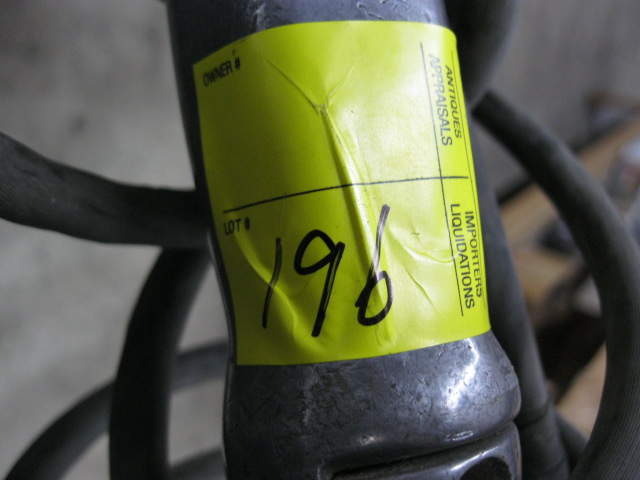 OWNER #
LOT #
196
ANTIQUES
APPRAISALS
IMPORTERS
LIQUIDATIONS